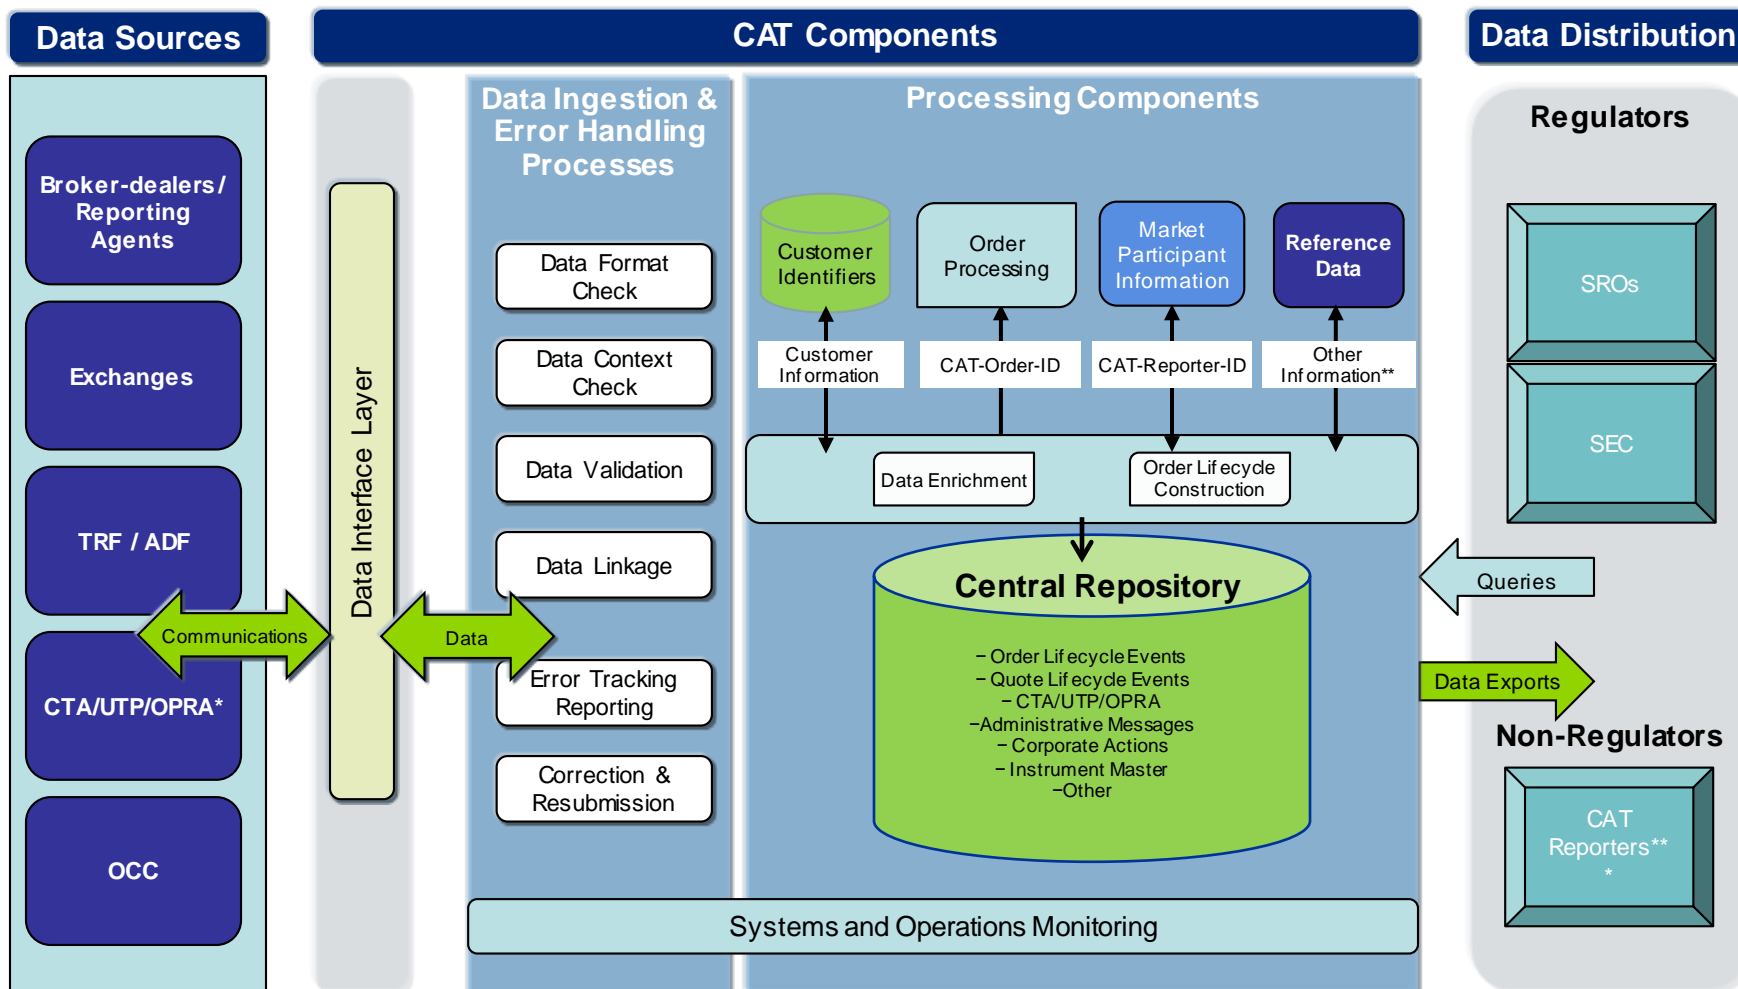 Data Sources
CAT Components
Data Distribution
Broker-dealers/
Reporting
Agents
Exchanges
TRF / ADF
CTA/UTP/OPRA*
OCC
Communications
Data Interface Layer
Data
Data Ingestion &
Error Handling
Processes
Data Format
Check
Data Context
Check
Data Validation
Data Linkage
Error Tracking
Reporting
Correction &
Resubmission
Processing Components
Customer
Identifiers
Order
Processing
Market
Participant
Information
Reference
Data
Customer
Information
CAT-Order-ID
CAT-Reporter-ID
Other
Information**
Data Enrichment
Order Lifecycle
Construction
Central Repository
– Order Lifecycle Events
– Quote Lifecycle Events
– CTA/UTP/OPRA
–Administrative Messages
– Corporate Actions
– Instrument Master
–Other
Systems and Operations Monitoring
Regulators
SROs
SEC
Queries
Data Exports
Non-Regulators
CAT
Reporters**
*